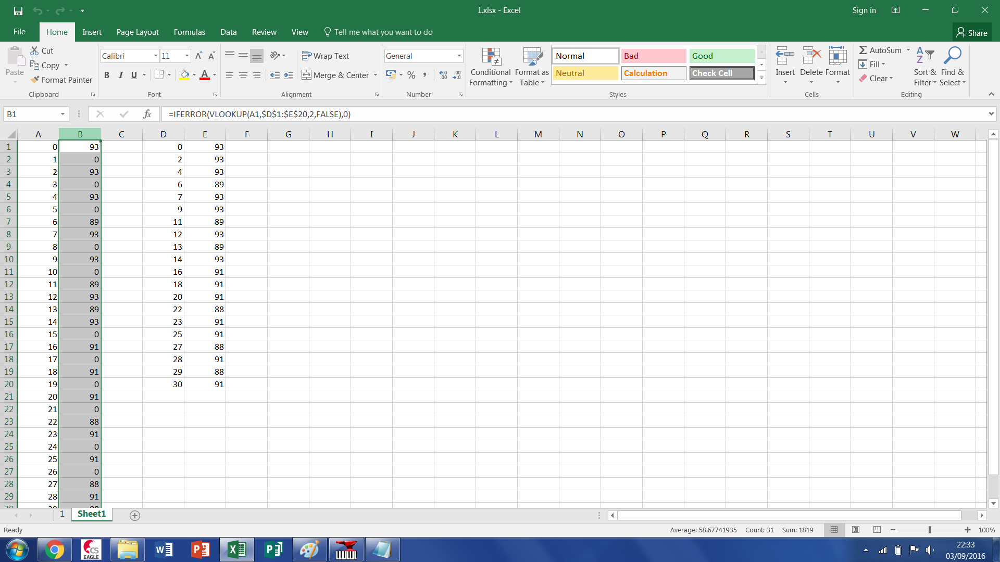 1.xlsx - Excel
Sign in
File Home Insert Page Layout Formulas Data Review View Tell me what you want to do Share
Paste
Cut
Copy
Format Painter
Clipboard
Calibri 11 A A
B I U A
Font
Wrap Text
Merge & Center
Alignment
General
% , .00 .0
Number
Conditional Formatting
Format as Table
Normal Bad Good
Neutral Calculation Check Cell
Styles
Insert Delete Format
Cells
AutoSum
Fill
Clear
Sort & Filter
Find & Select
Editing
B1 fx =IFERROR(VLOOKUP(A1,$D$1:$E$20,2,FALSE),0)
A B C D E F G H I J K L M N O P Q R S T U V W
1 0 93 0 93
2 1 0 2 93
3 2 93 4 93
4 3 0 6 89
5 4 93 7 93
6 5 0 9 93
7 6 89 11 89
8 7 93 12 93
9 8 0 13 89
10 9 93 14 93
11 10 0 16 91
12 11 89 18 91
13 12 93 20 91
14 13 89 22 88
15 14 93 23 91
16 15 0 25 91
17 16 91 27 88
18 17 0 28 91
19 18 91 29 88
20 19 0 30 91
21 20 91
22 21 0
23 22 88
24 23 91
25 24 0
26 25 91
27 26 0
28 27 88
29 28 91
1 Sheet1
Ready
Average: 58.67741935 Count: 31 Sum: 1819
100%
CS
EAGLE
22:33
03/09/2016